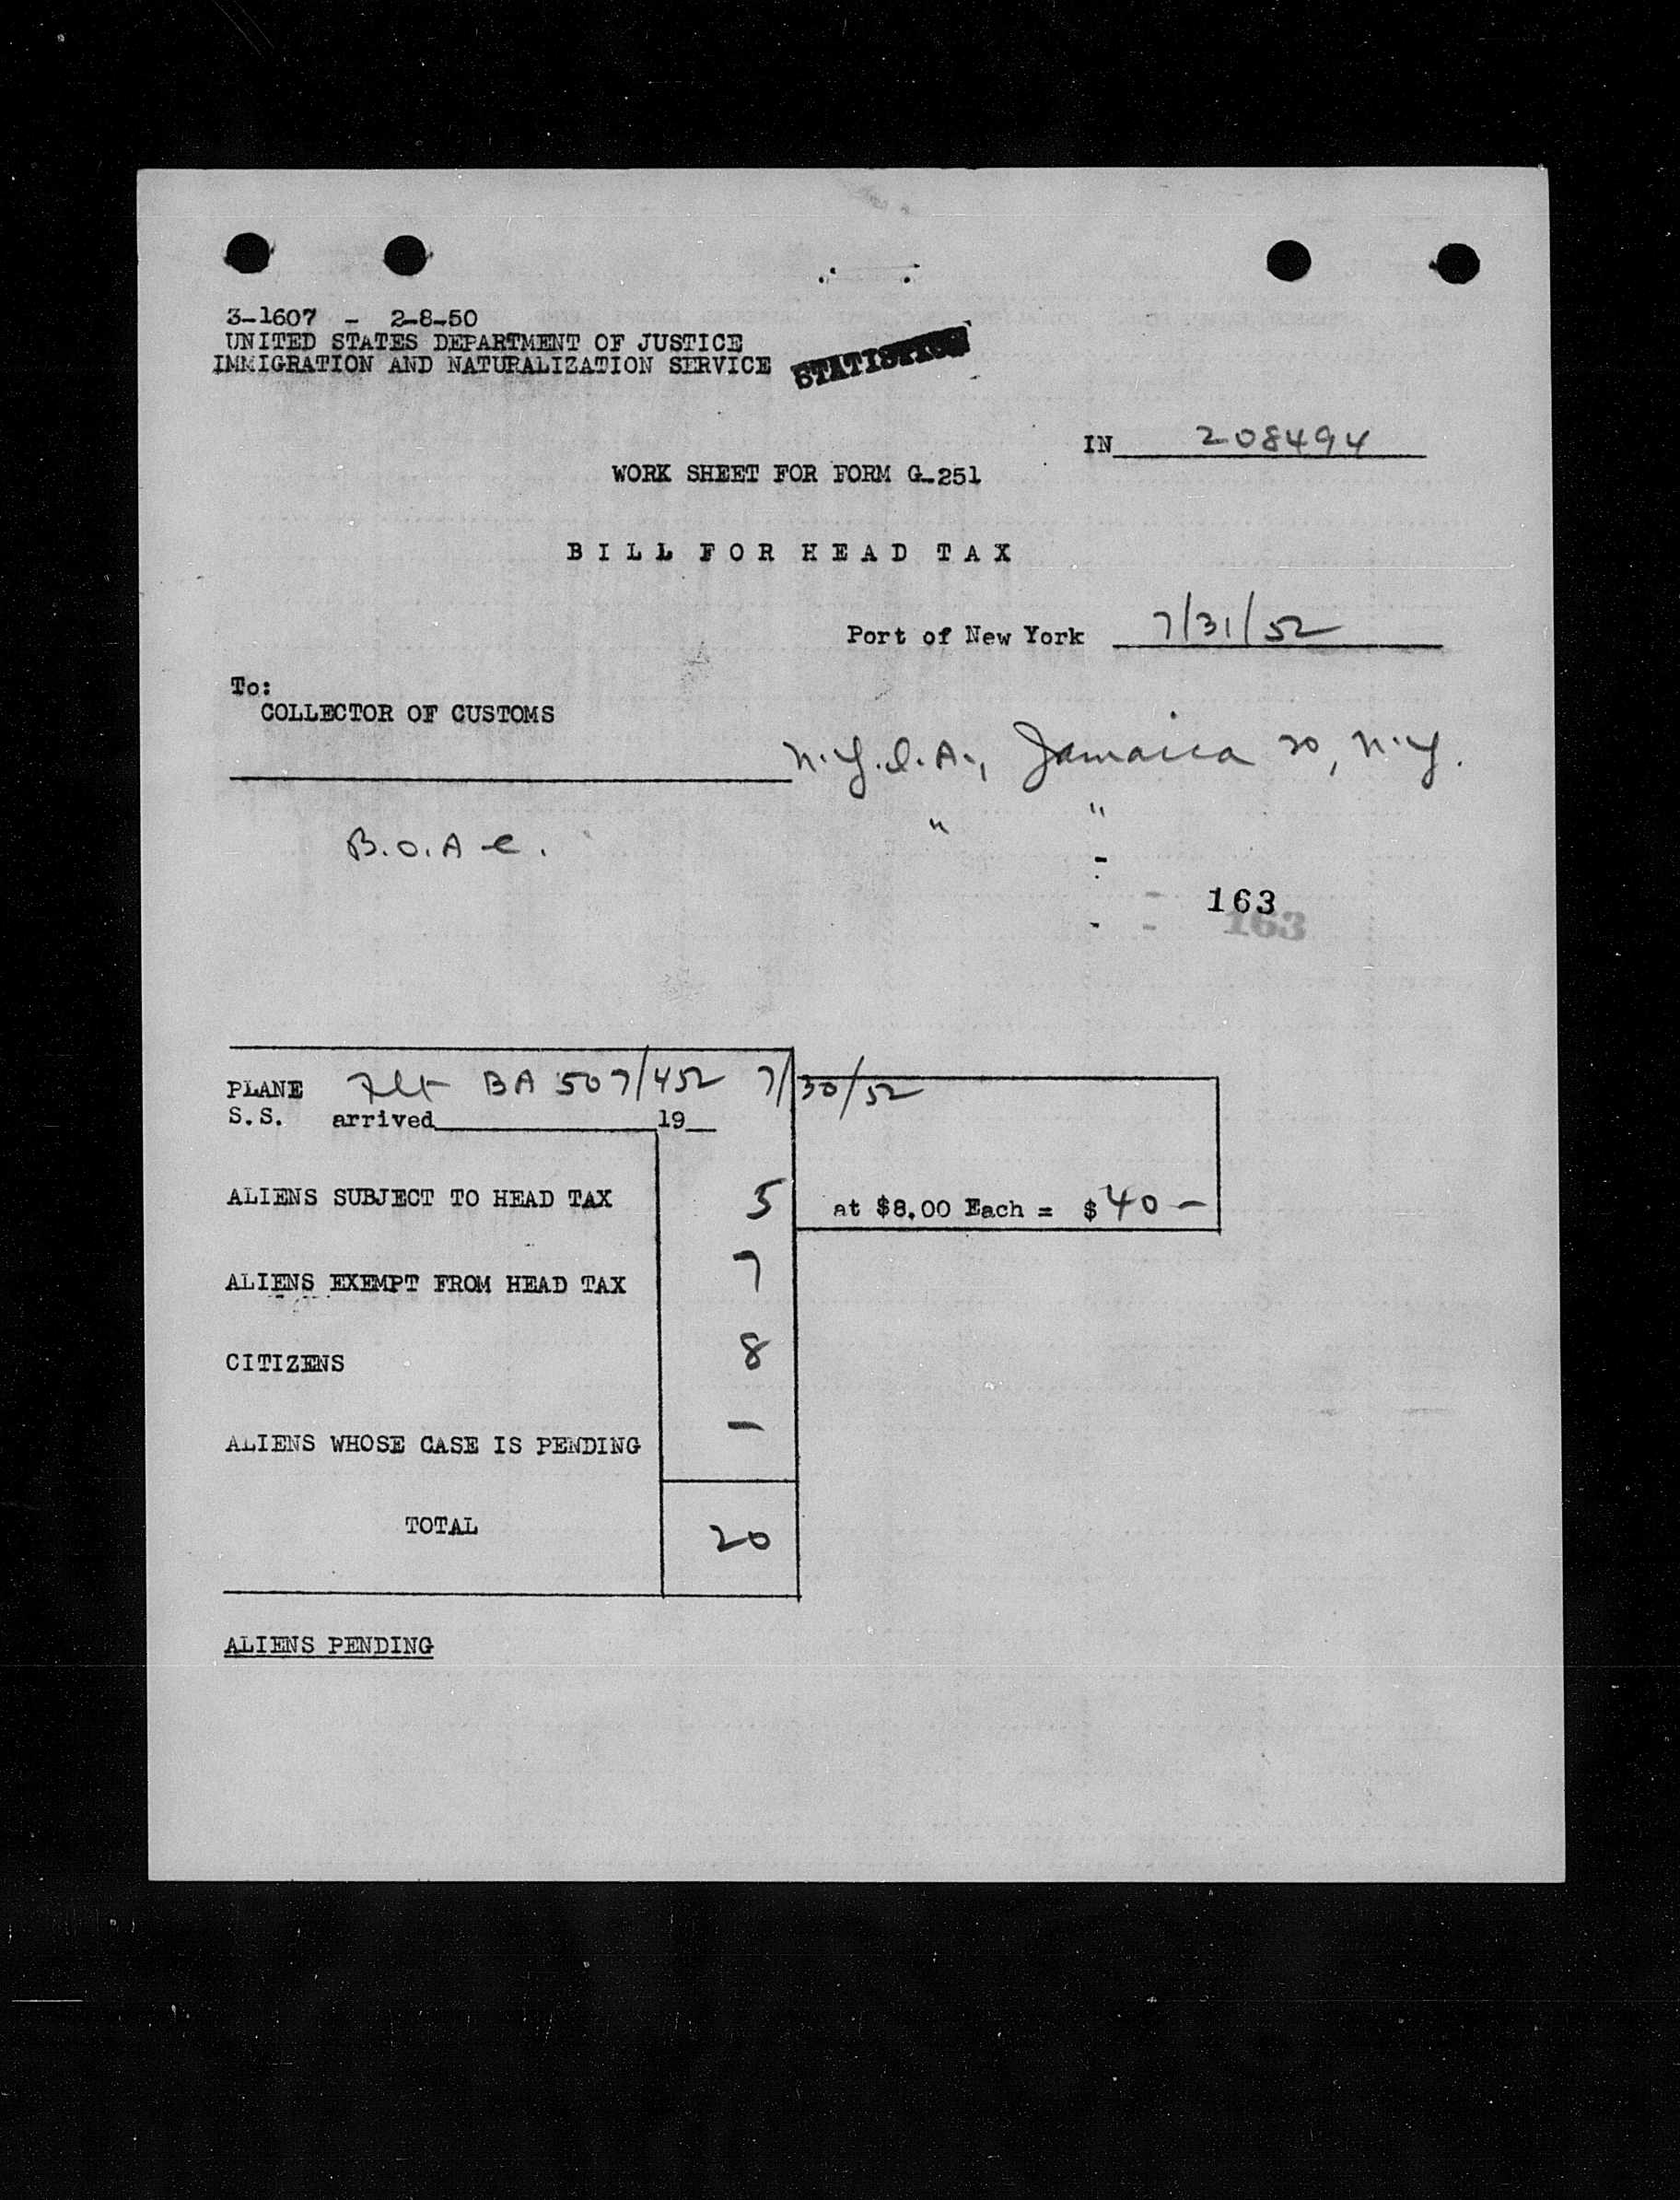 3-1607 - 2-8-50
UNITED STATES DEPARTMENT OF JUSTICE
IMMIGRATION AND NATURALIZATION SERVICE
STATISTICS
IN 208494
WORK SHEET FOR FORM G-251
BILL FOR HEAD TAX
Port of New York 7/31/52
To:
COLLECTOR OF CUSTOMS
N.Y.I.A., Jamaica 30, N.Y.
B.O.A.C. " "
163
163
PLANE Flt BA 507/452 7/30/52
S.S. arrived 19
ALIENS SUBJECT TO HEAD TAX 5 at $8.00 Each = $40 -
ALIENS EXEMPT FROM HEAD TAX 7
CITIZENS 8
ALIENS WHOSE CASE IS PENDING -
TOTAL 20
ALIENS PENDING